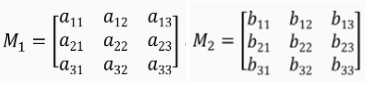 M₁ = [a₁₁ a₁₂ a₁₃
a₂₁ a₂₂ a₂₃
a₃₁ a₃₂ a₃₃]
M₂ = [b₁₁ b₁₂ b₁₃
b₂₁ b₂₂ b₂₃
b₃₁ b₃₂ b₃₃]